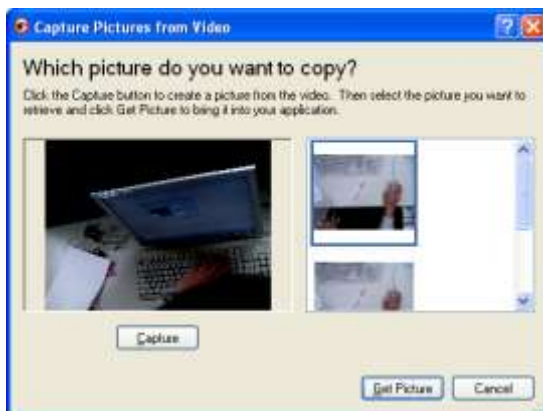 Capture Pictures from Video
Which picture do you want to copy?
Click the Capture button to create a picture from the video. Then select the picture you want to
retrieve and click Get Picture to bring it into your application.
Capture
Get Picture
Cancel